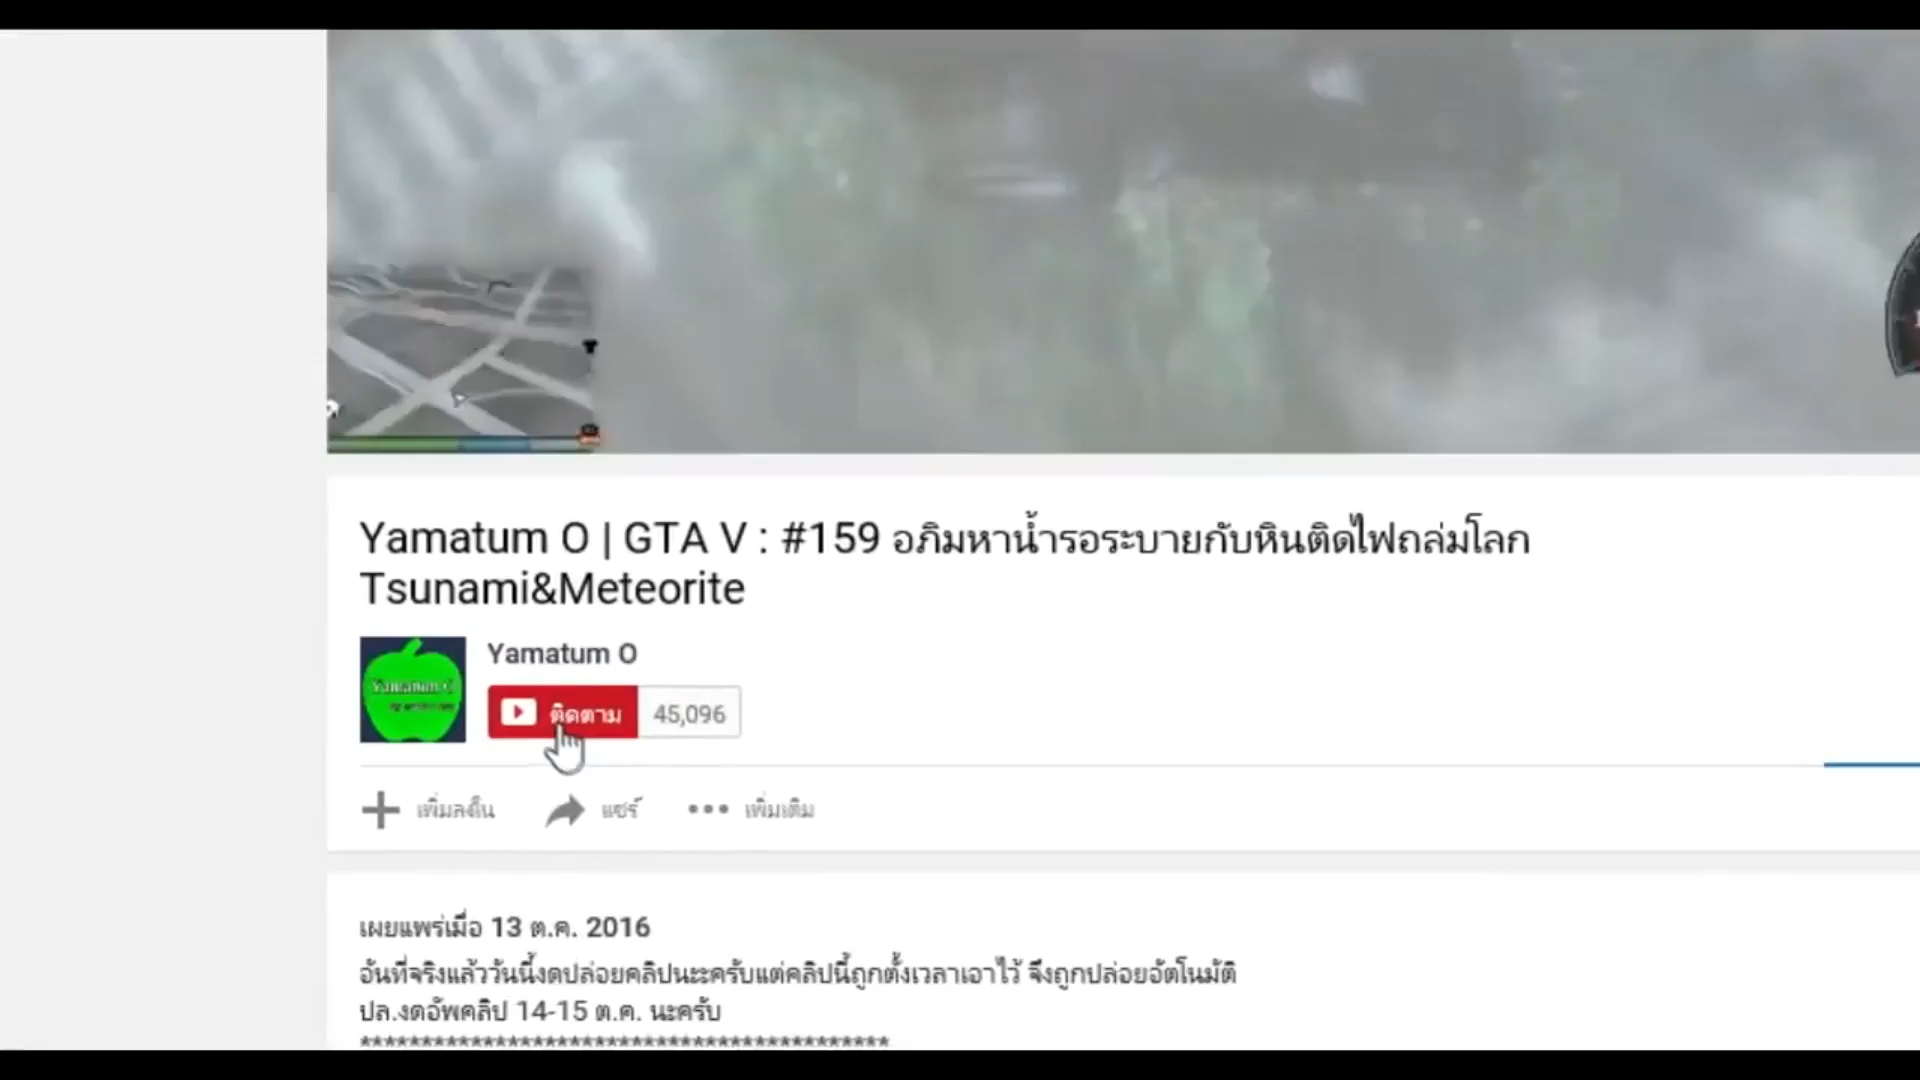 Yamatum O | GTA V : #159 อภิมหาน้ำรอระบายกับหินติดไฟถล่มโลก
Tsunami&Meteorite
Yamatum O
ติดตาม 45,096
เพิ่มลงใน แชร์ เพิ่มเติม
เผยแพร่เมื่อ 13 ต.ค. 2016
อันที่จริงแล้ววันนี้งดปล่อยคลิปนะะครับแต่คลิปนี้ถูกตั้งเวลาเอาไว้ จึงถูกปล่อยอัตโนมัติ
ปล.งดอัพคลิป 14-15 ต.ค. นะครับ